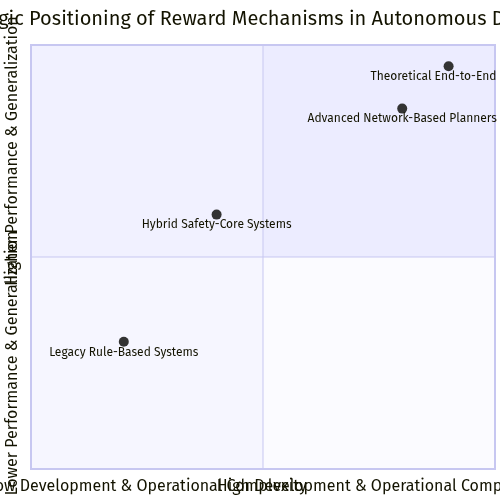 gic Positioning of Reward Mechanisms in Autonomous D
Theoretical End-to-End
Advanced Network-Based Planners
Hybrid Safety-Core Systems
Legacy Rule-Based Systems
Higher Performance & Generalization
Lower Performance & Generalization
ow Development & Operational Complexity
High Development & Operational Comp